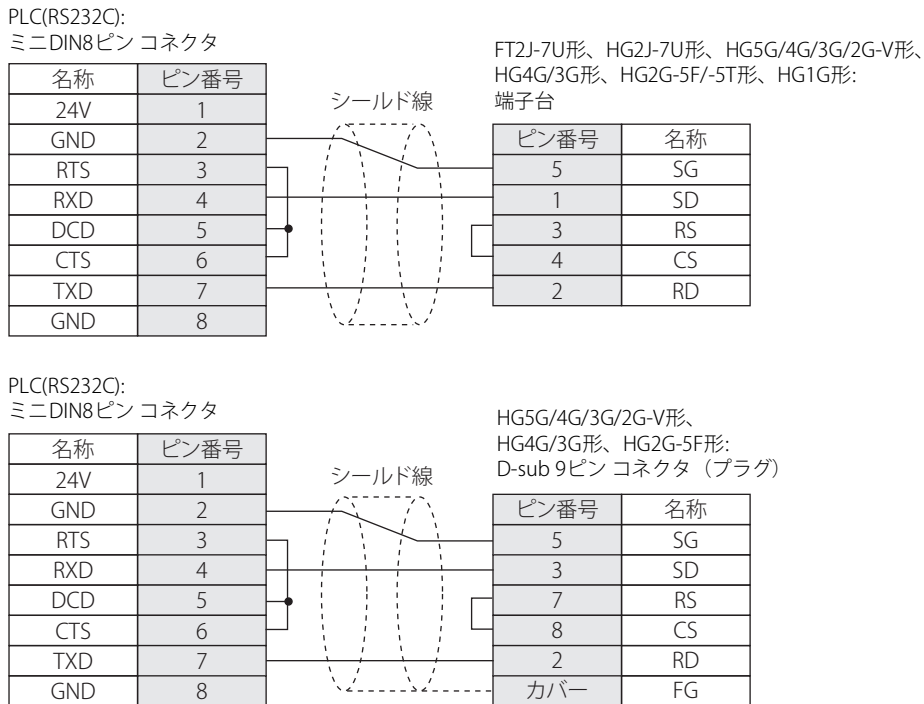 PLC(RS232C):
ミニDIN8ピン コネクタ
FT2J-7U形、HG2J-7U形、HG5G/4G/3G/2G-V形、
HG4G/3G形、HG2G-5F/-5T形、HG1G形:
端子台
シールド線
名称 ピン番号
24V 1
GND 2
RTS 3
RXD 4
DCD 5
CTS 6
TXD 7
GND 8
ピン番号 名称
5 SG
1 SD
3 RS
4 CS
2 RD
PLC(RS232C):
ミニDIN8ピン コネクタ
HG5G/4G/3G/2G-V形、
HG4G/3G形、HG2G-5F形:
D-sub 9ピン コネクタ（プラグ）
シールド線
名称 ピン番号
24V 1
GND 2
RTS 3
RXD 4
DCD 5
CTS 6
TXD 7
GND 8
ピン番号 名称
5 SG
3 SD
7 RS
8 CS
2 RD
カバー FG